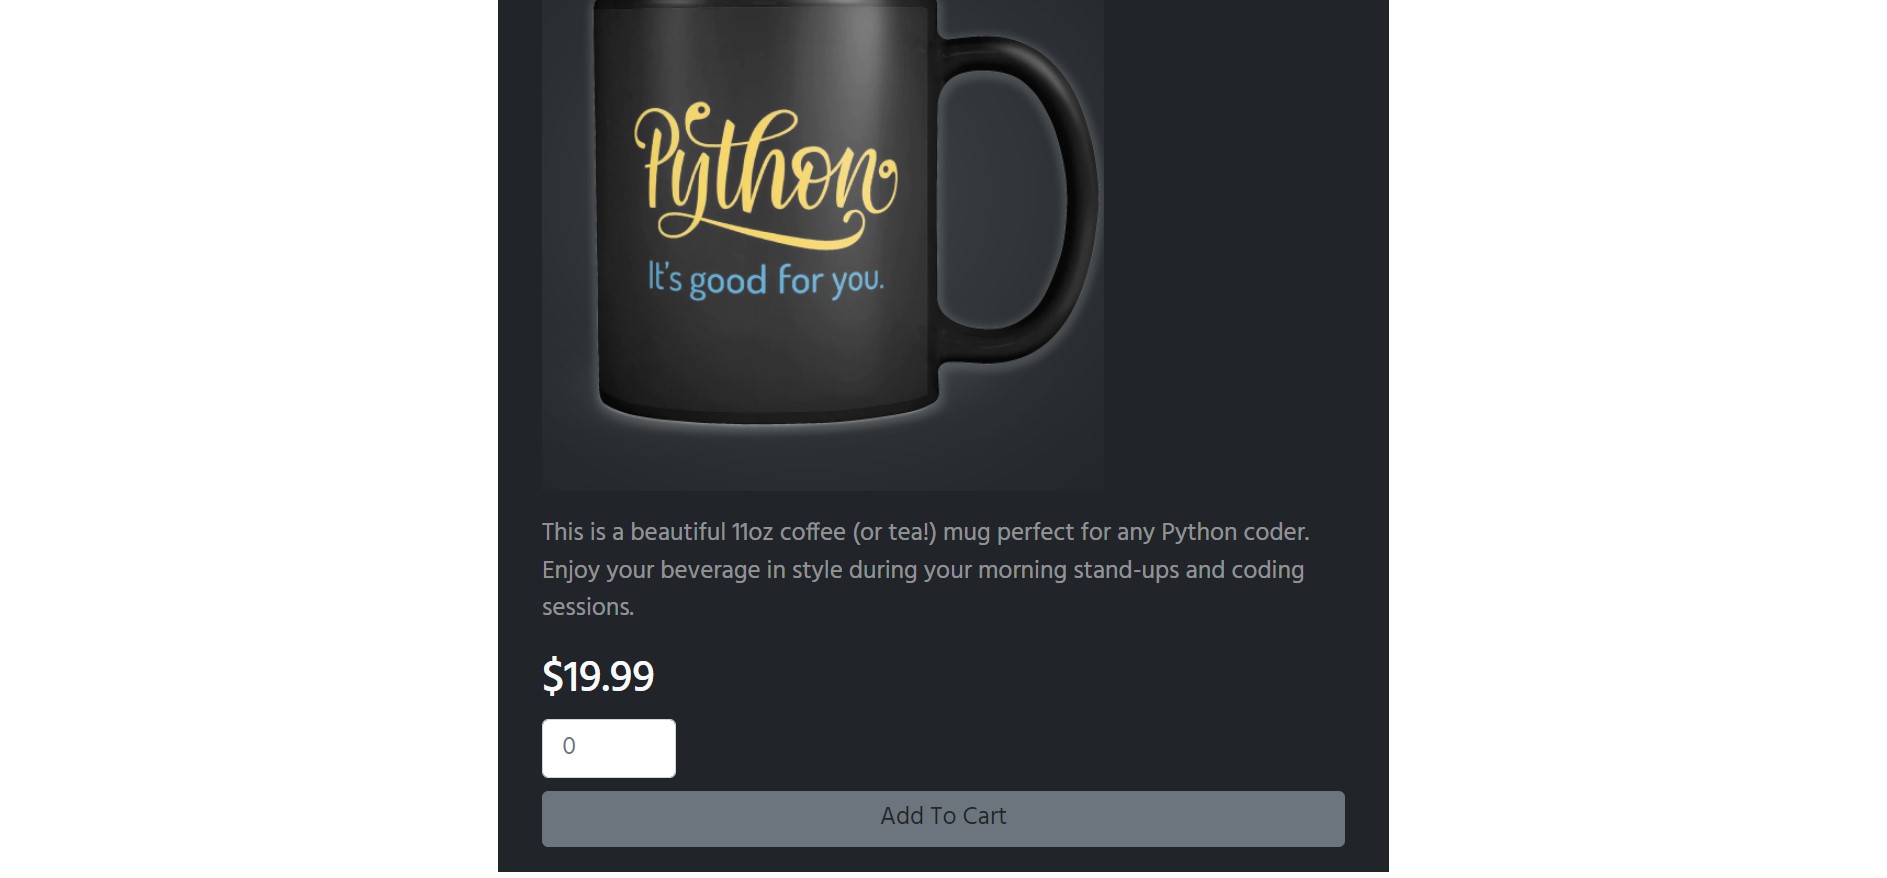 Python
It's good for you.
This is a beautiful 11oz coffee (or tea!) mug perfect for any Python coder.
Enjoy your beverage in style during your morning stand-ups and coding
sessions.
$19.99
0
Add To Cart